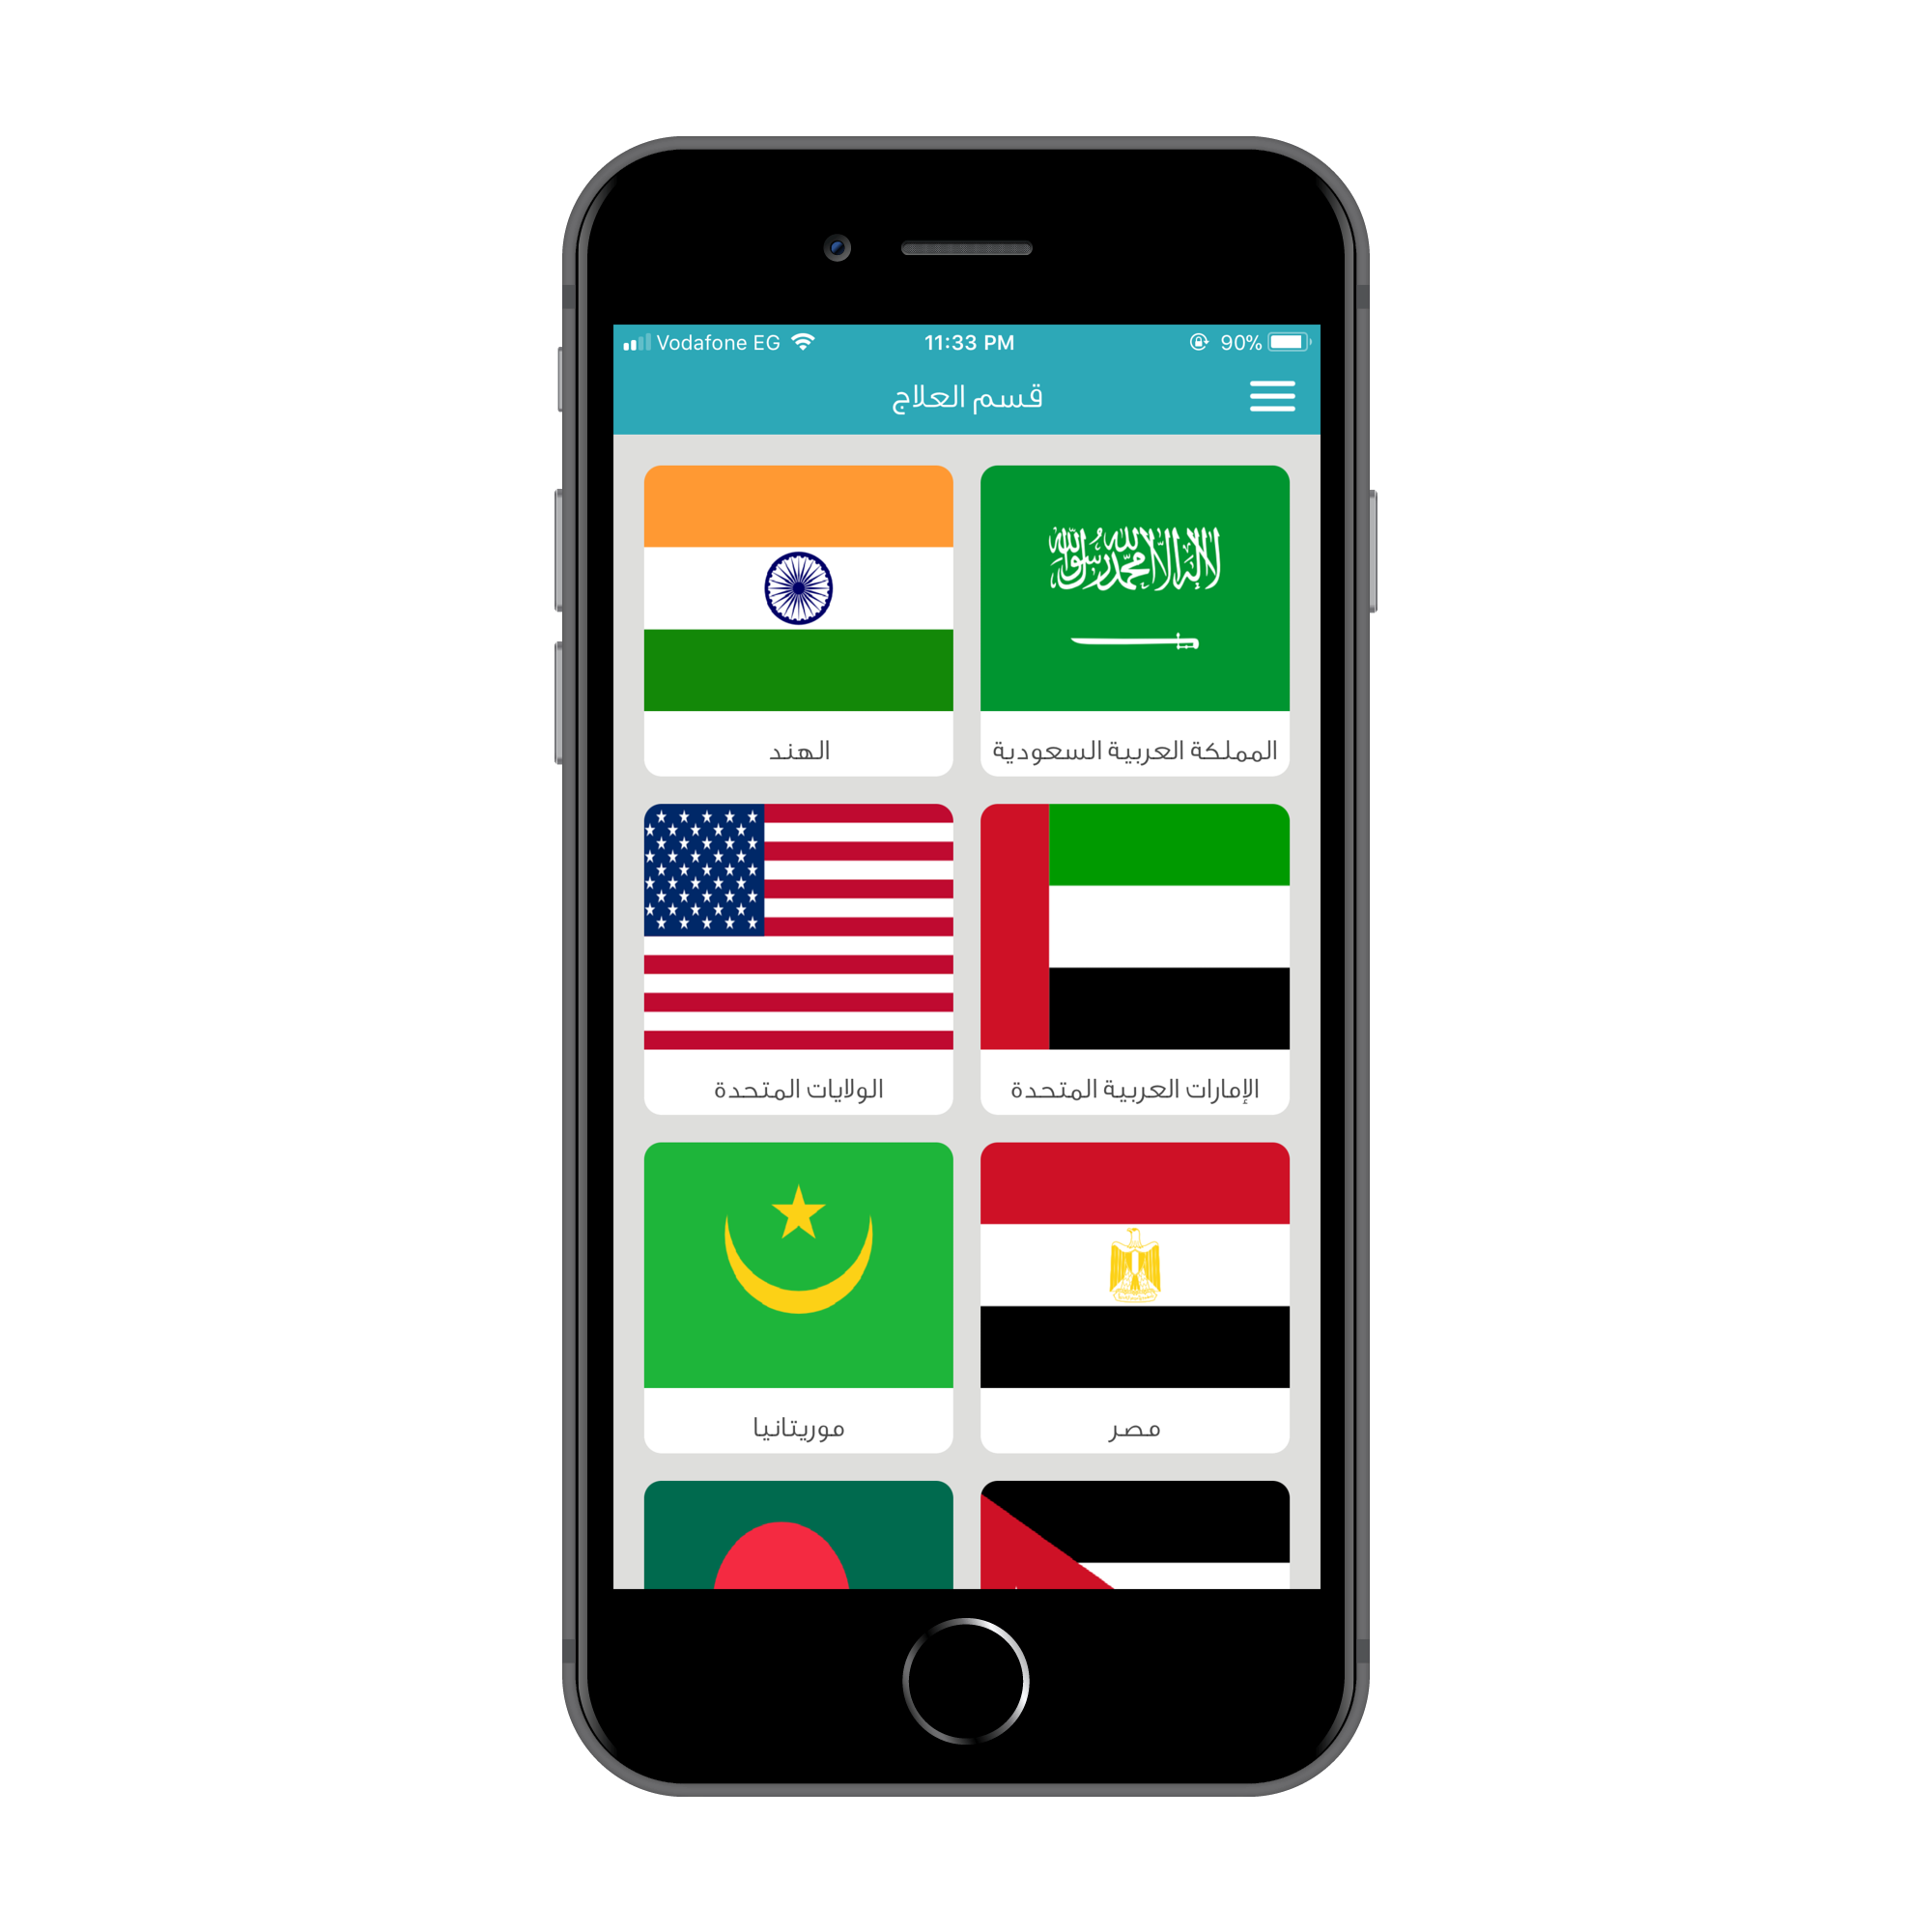 Vodafone EG 11:33 PM 90%
قسم العلاج
لا إله إلا الله محمد رسول الله
المملكة العربية السعودية
الهند
الإمارات العربية المتحدة
الولايات المتحدة
مصر
موريتانيا